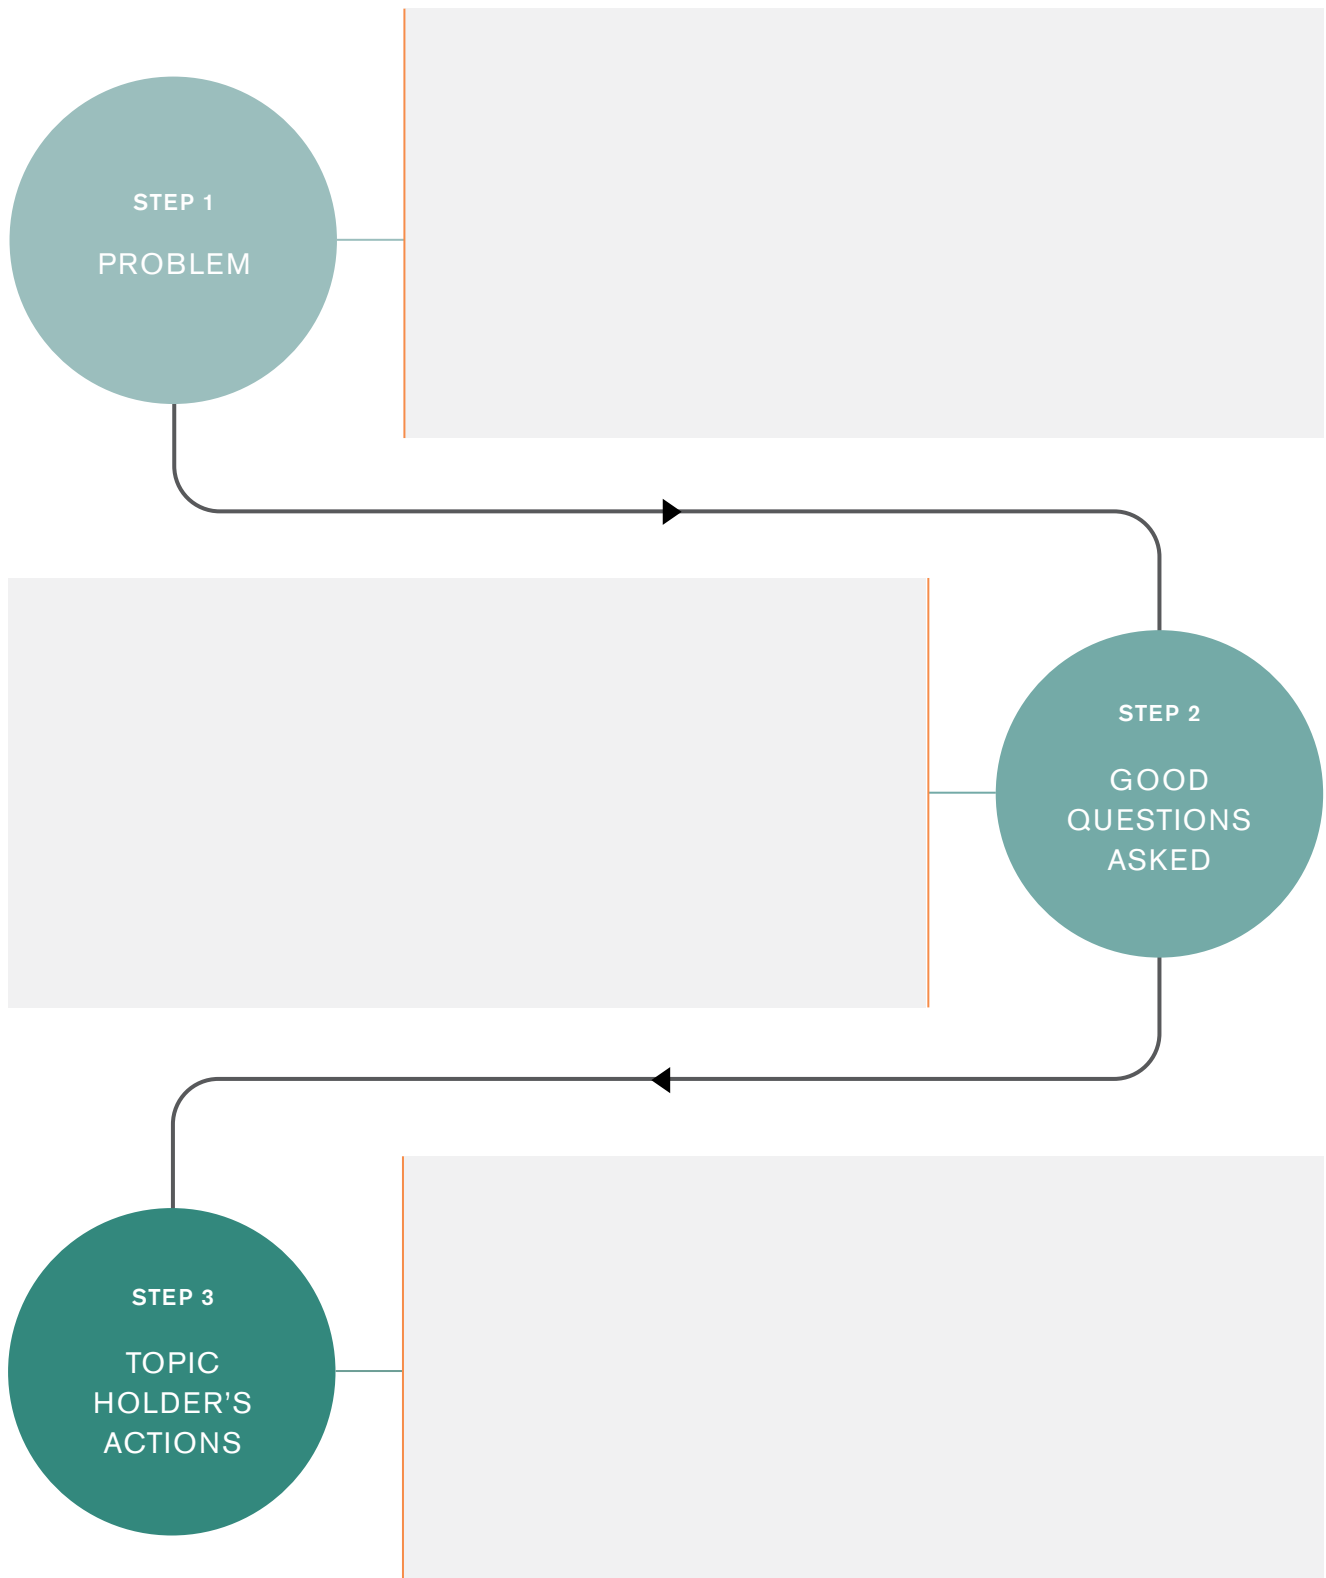 STEP 1
PROBLEM
STEP 2
GOOD
QUESTIONS
ASKED
STEP 3
TOPIC
HOLDER’S
ACTIONS